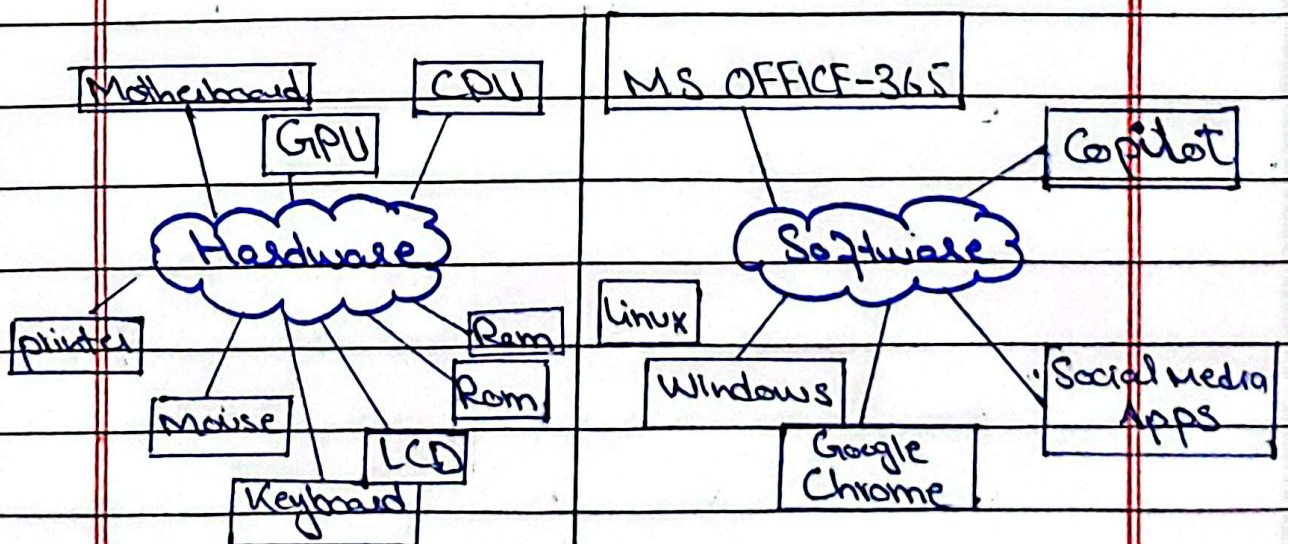 Motherboard
CPU
GPU
Hardware
printer
Ram
Rom
Mouse
LCD
Keyboard
MS OFFICE-365
Copilot
Software
Linux
Windows
Social Media
Apps
Google
Chrome